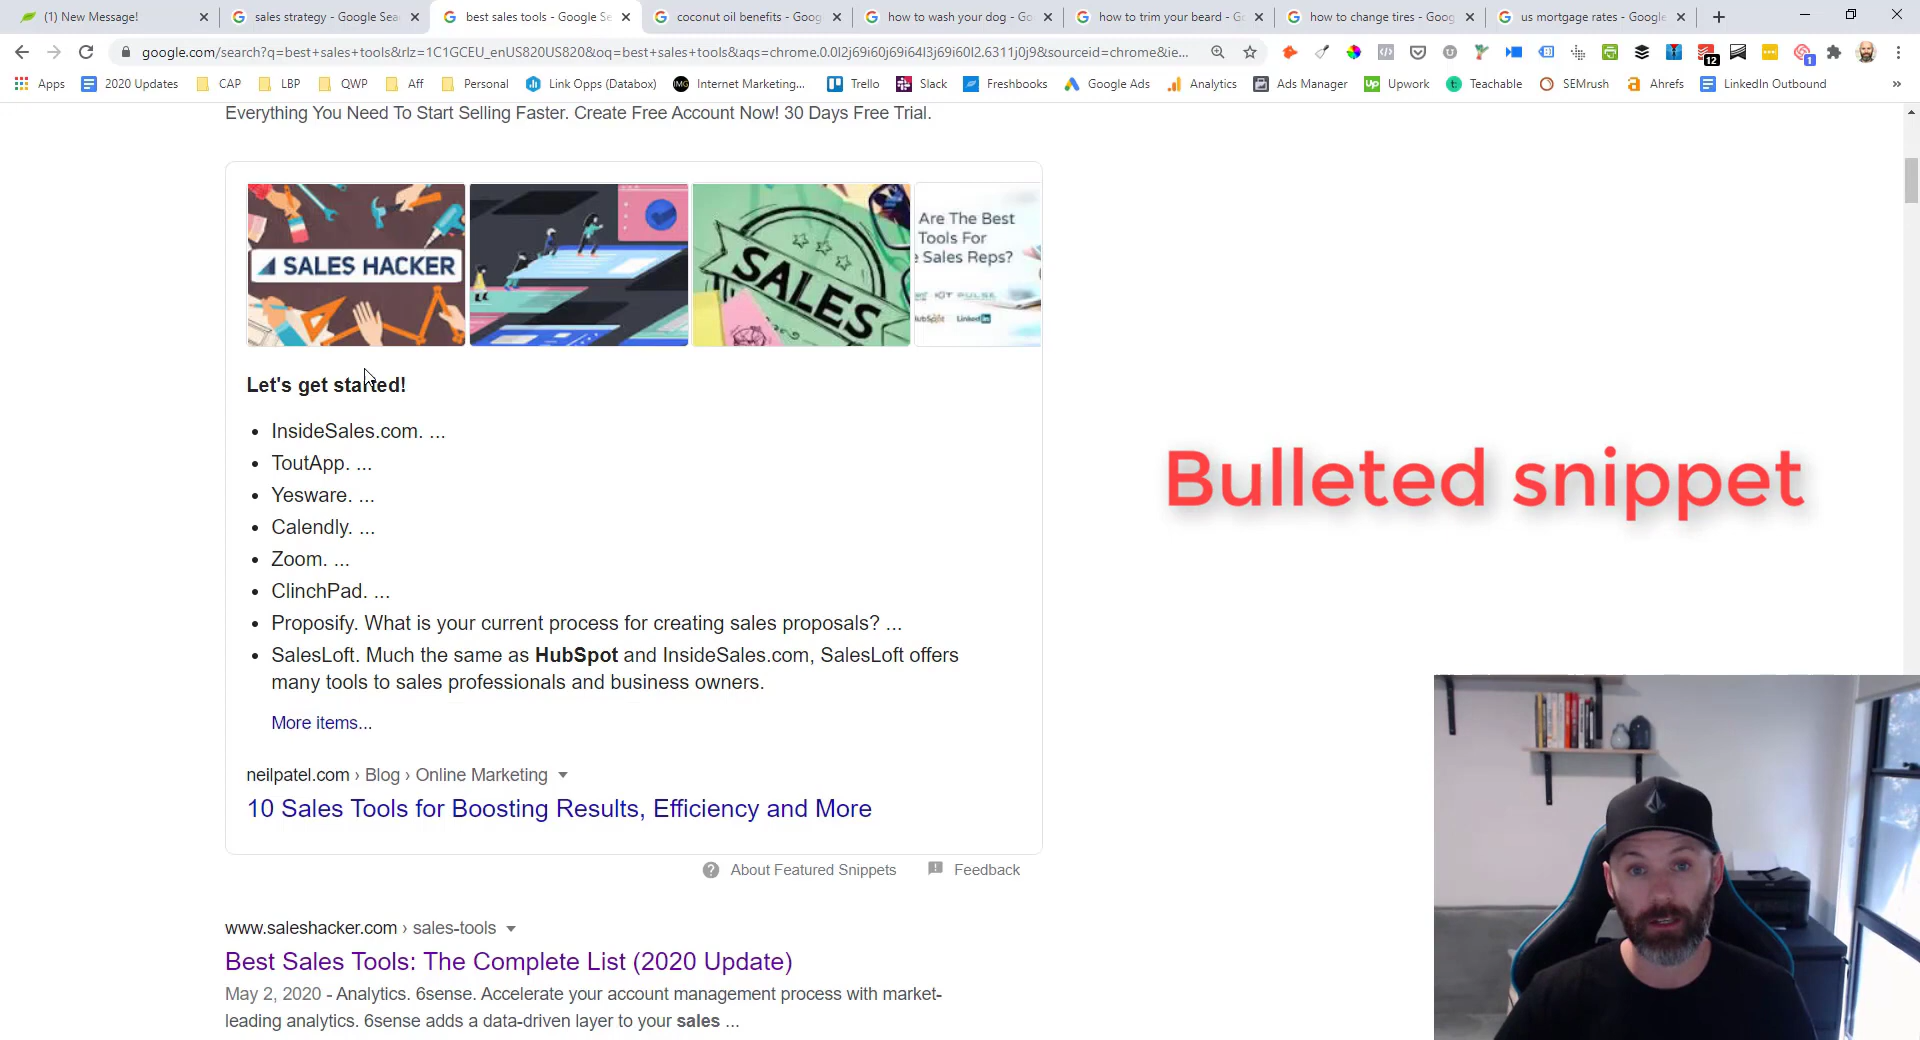 (1) New Message!
sales strategy - Google Sea
best sales tools - Google Se
coconut oil benefits - Goog
how to wash your dog - Go
how to trim your beard - G
how to change tires - Goog
us mortgage rates - Google
google.com/search?q=best+sales+tools&rlz=1C1GCEU_enUS820US820&oq=best+sales+tools&aqs=chrome.0.0l2j69i60j69i64l3j69i60l2.6311j0j9&sourceid=chrome&ie...
12
1
Apps
2020 Updates
CAP
LBP
QWP
Aff
Personal
Link Opps (Databox)
IMG
Internet Marketing...
Trello
Slack
Freshbooks
Google Ads
Analytics
Ads Manager
Up
Upwork
Teachable
SEMrush
Ahrefs
LinkedIn Outbound
»
Everything You Need To Start Selling Faster. Create Free Account Now! 30 Days Free Trial.
SALES HACKER
SALES
Are The Best
Tools For
e Sales Reps?
IGT PULSE
HubSpot LinkedIn
Let's get started!
• InsideSales.com. ...
• ToutApp. ...
• Yesware. ...
• Calendly. ...
• Zoom. ...
• ClinchPad. ...
• Proposify. What is your current process for creating sales proposals? ...
• SalesLoft. Much the same as HubSpot and InsideSales.com, SalesLoft offers
many tools to sales professionals and business owners.
More items...
neilpatel.com › Blog › Online Marketing
10 Sales Tools for Boosting Results, Efficiency and More
About Featured Snippets
Feedback
www.saleshacker.com › sales-tools
Best Sales Tools: The Complete List (2020 Update)
May 2, 2020 - Analytics. 6sense. Accelerate your account management process with market-
leading analytics. 6sense adds a data-driven layer to your sales ...
Bulleted snippet